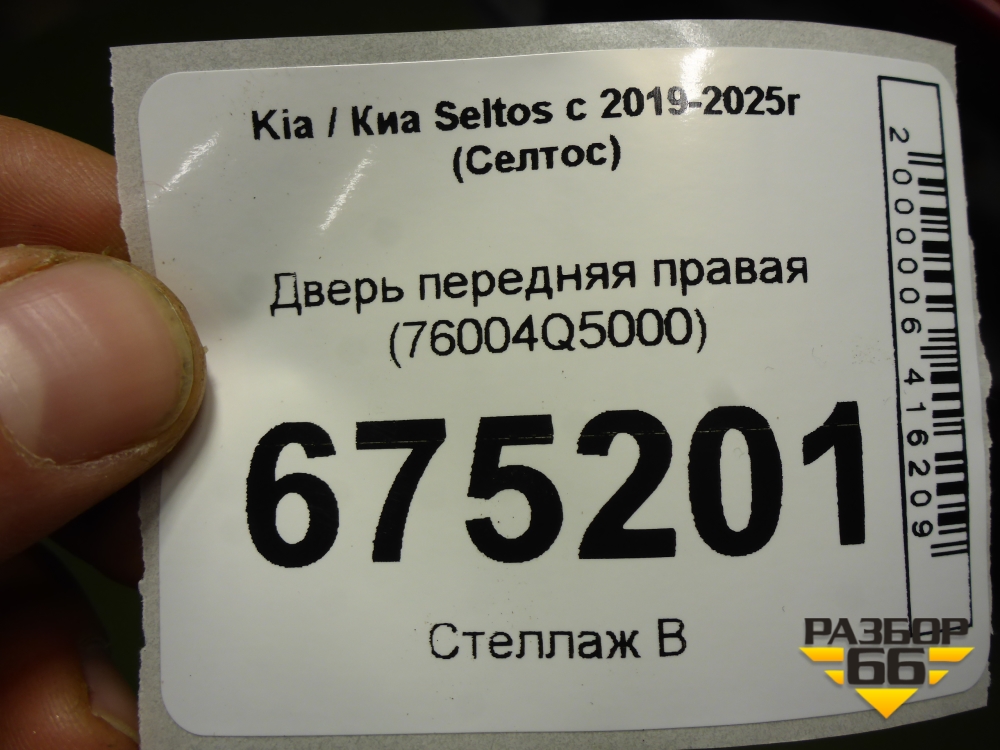 Kia / Киа Seltos с 2019-2025г
(Селтос)
Дверь передняя правая
(76004Q5000)
675201
Стеллаж В
2000006416209
РАЗБОР
66